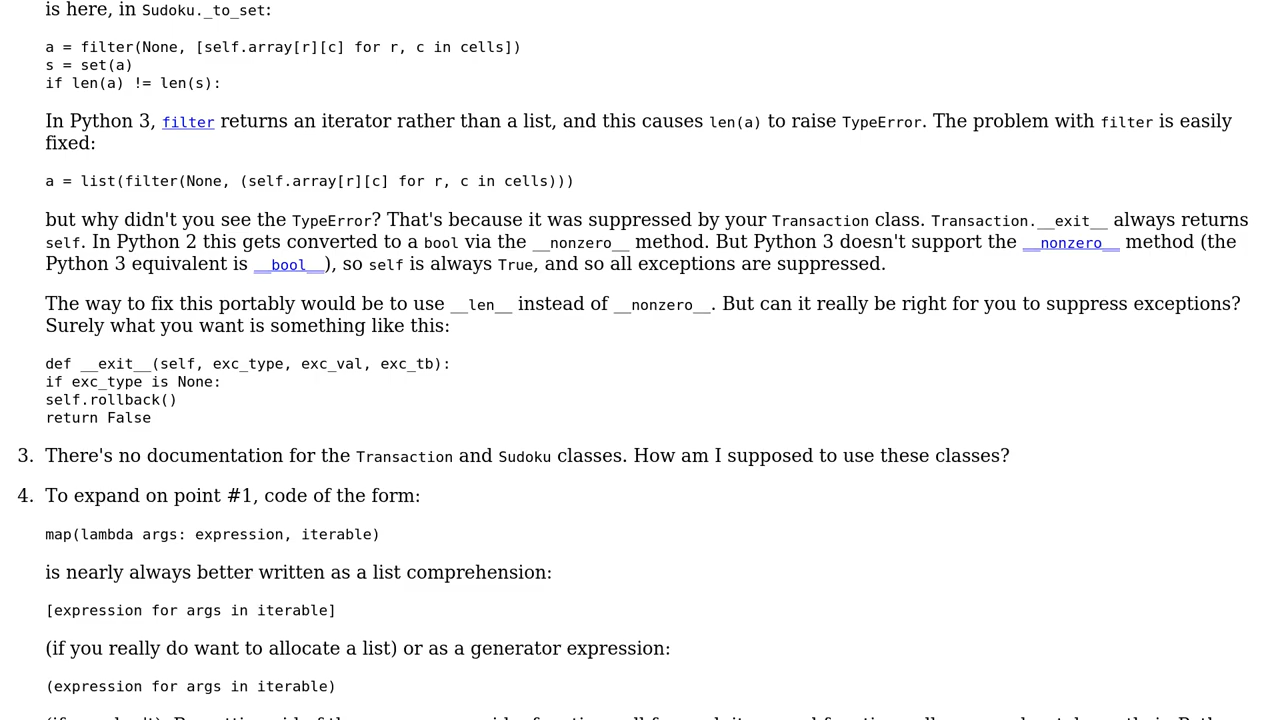 is here, in Sudoku._to_set:
a = filter(None, [self.array[r][c] for r, c in cells])
s = set(a)
if len(a) != len(s):
In Python 3, filter returns an iterator rather than a list, and this causes len(a) to raise TypeError. The problem with filter is easily
fixed:
a = list(filter(None, (self.array[r][c] for r, c in cells)))
but why didn't you see the TypeError? That's because it was suppressed by your Transaction class. Transaction.__exit__ always returns
self. In Python 2 this gets converted to a bool via the __nonzero__ method. But Python 3 doesn't support the __nonzero__ method (the
Python 3 equivalent is __bool__), so self is always True, and so all exceptions are suppressed.
The way to fix this portably would be to use __len__ instead of __nonzero__. But can it really be right for you to suppress exceptions?
Surely what you want is something like this:
def __exit__(self, exc_type, exc_val, exc_tb):
if exc_type is None:
self.rollback()
return False
3. There's no documentation for the Transaction and Sudoku classes. How am I supposed to use these classes?
4. To expand on point #1, code of the form:
map(lambda args: expression, iterable)
is nearly always better written as a list comprehension:
[expression for args in iterable]
(if you really do want to allocate a list) or as a generator expression:
(expression for args in iterable)